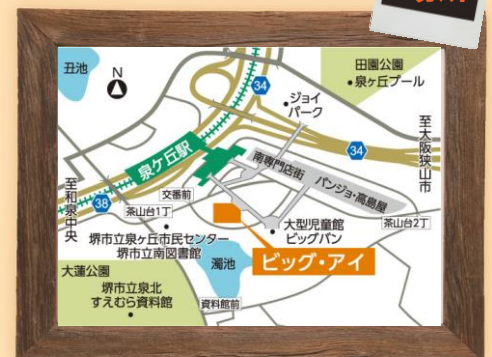 丑池
N
34
ジョイ
パーク
田園公園
泉ヶ丘プール
泉ケ丘駅
34
至大阪狭山市
南専門店街
パンジョ・高島屋
至和泉中央
38
交番前
茶山台1丁
茶山台2丁
堺市立泉ケ丘市民センター
堺市立南図書館
大型児童館
ビッグバン
濁池
ビッグ・アイ
大蓮公園
堺市立泉北
すえむら資料館
資料館前